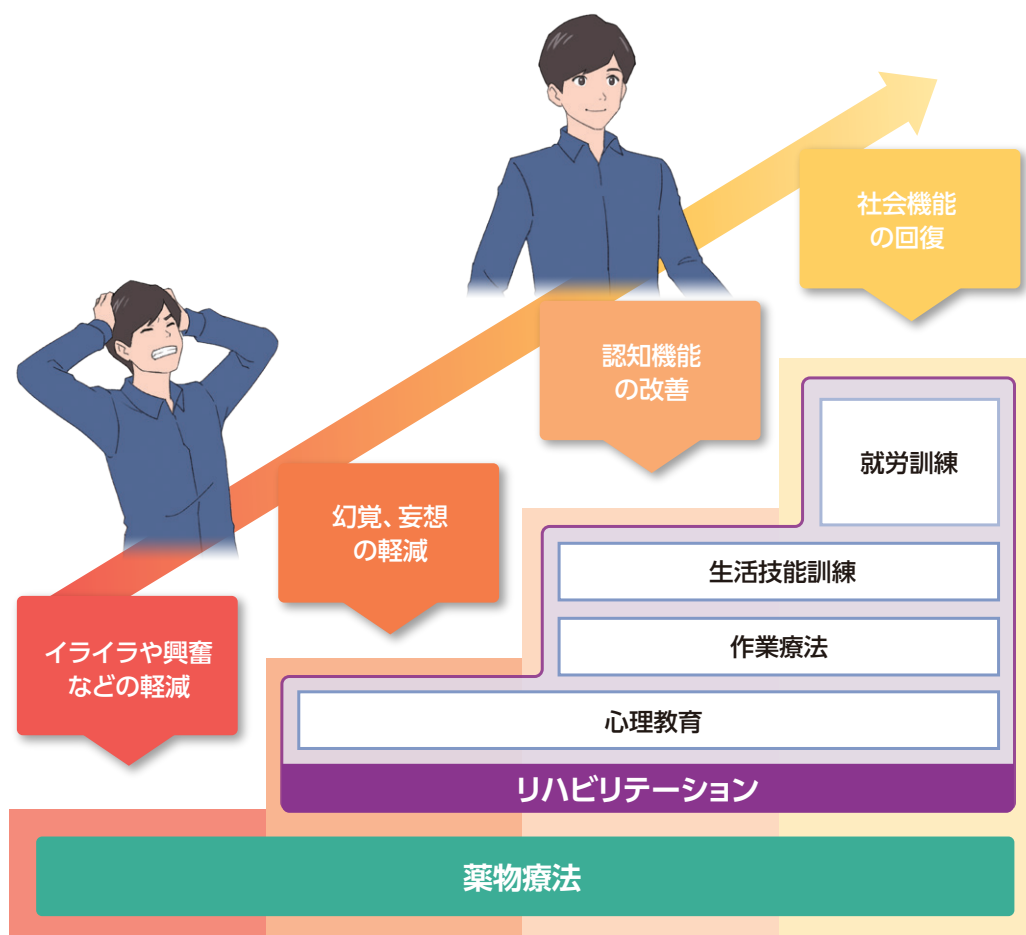 社会機能
の回復
認知機能
の改善
就労訓練
幻覚、妄想
の軽減
生活技能訓練
イライラや興奮
などの軽減
作業療法
心理教育
リハビリテーション
薬物療法